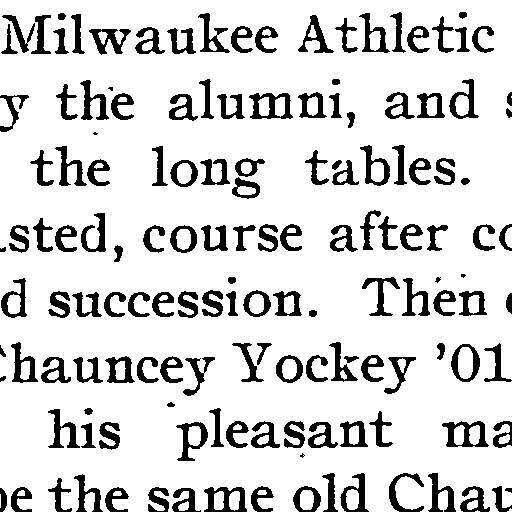 Milwaukee Athletic
y the alumni, and s
the long tables.
sted, course after co
d succession. Then
Chauncey Yockey '01
his pleasant ma
be the same old Chau